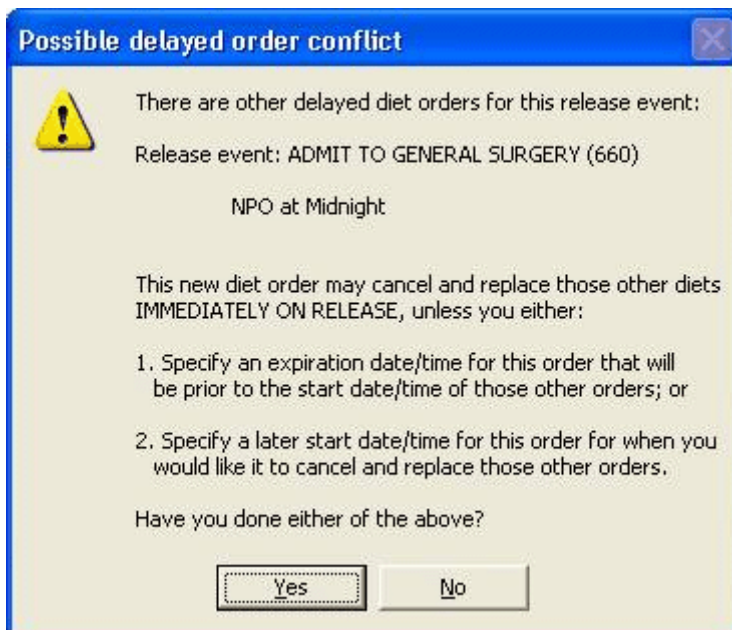 Possible delayed order conflict
There are other delayed diet orders for this release event:
Release event: ADMIT TO GENERAL SURGERY (660)
NPO at Midnight
This new diet order may cancel and replace those other diets
IMMEDIATELY ON RELEASE, unless you either:
1. Specify an expiration date/time for this order that will
be prior to the start date/time of those other orders; or
2. Specify a later start date/time for this order for when you
would like it to cancel and replace those other orders.
Have you done either of the above?
Yes No